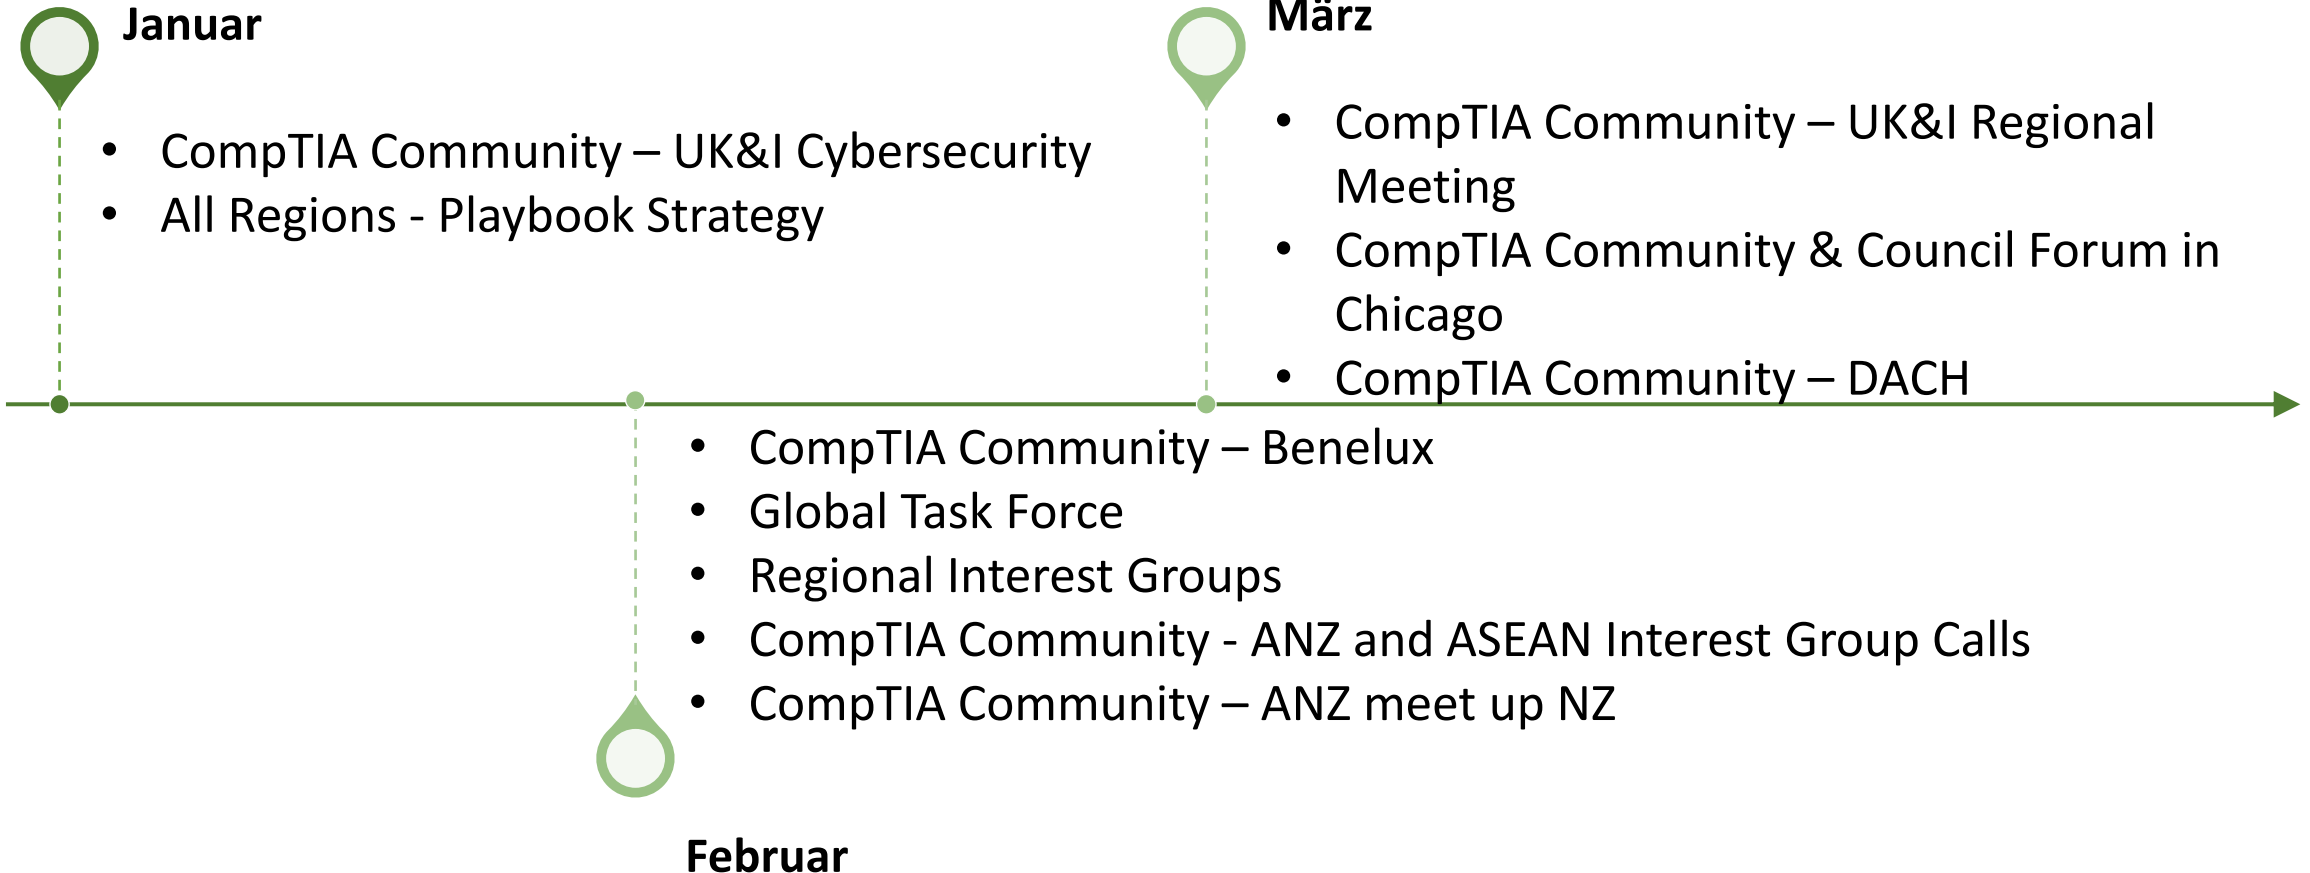 Januar
• CompTIA Community – UK&I Cybersecurity
• All Regions - Playbook Strategy
März
• CompTIA Community – UK&I Regional
Meeting
• CompTIA Community & Council Forum in
Chicago
• CompTIA Community – DACH
• CompTIA Community – Benelux
• Global Task Force
• Regional Interest Groups
• CompTIA Community - ANZ and ASEAN Interest Group Calls
• CompTIA Community – ANZ meet up NZ
Februar